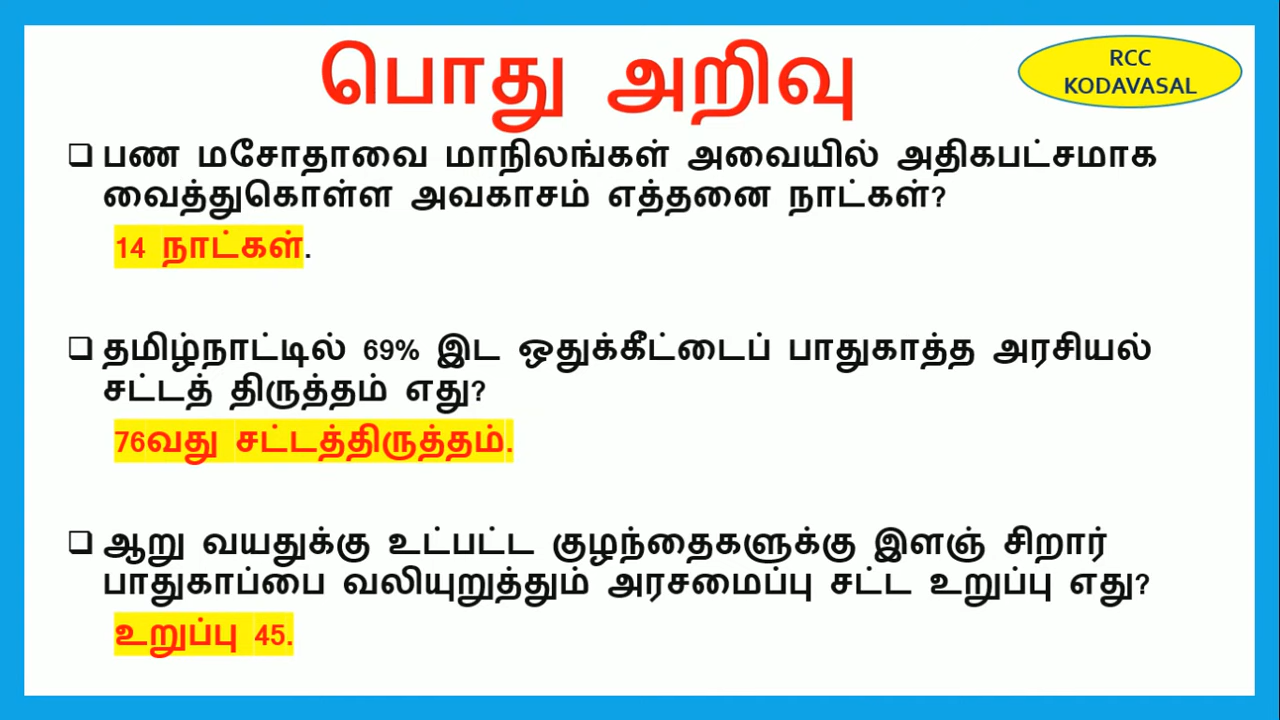 பொது அறிவு
RCC
KODAVASAL
பண மசோதாவை மாநிலங்கள் அவையில் அதிகபட்சமாக
வைத்துகொள்ள அவகாசம் எத்தனை நாட்கள்?
14 நாட்கள்.
தமிழ்நாட்டில் 69% இட ஒதுக்கீட்டைப் பாதுகாத்த அரசியல்
சட்டத் திருத்தம் எது?
76வது சட்டத்திருத்தம்.
ஆறு வயதுக்கு உட்பட்ட குழந்தைகளுக்கு இளஞ் சிறார்
பாதுகாப்பை வலியுறுத்தும் அரசமைப்பு சட்ட உறுப்பு எது?
உறுப்பு 45.